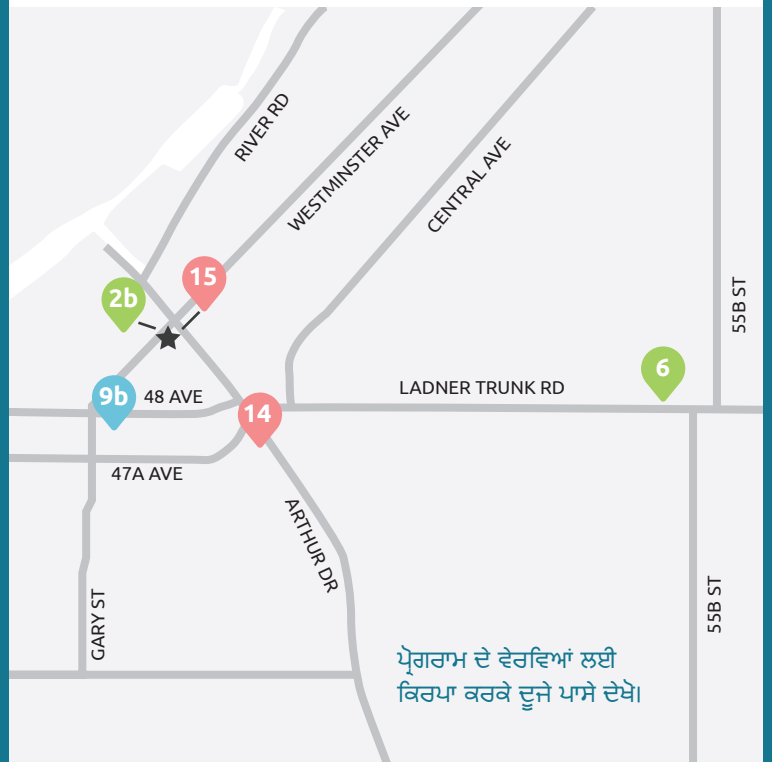 RIVER RD
WESTMINSTER AVE
CENTRAL AVE
15
2b
55B ST
6
9b
48 AVE
LADNER TRUNK RD
14
47A AVE
ARTHUR DR
GARY ST
55B ST
ਪ੍ਰੋਗਰਾਮ ਦੇ ਵੇਰਵਿਆਂ ਲਈ
ਕਿਰਪਾ ਕਰਕੇ ਦੂਜੇ ਪਾਸੇ ਦੇਖੋ।